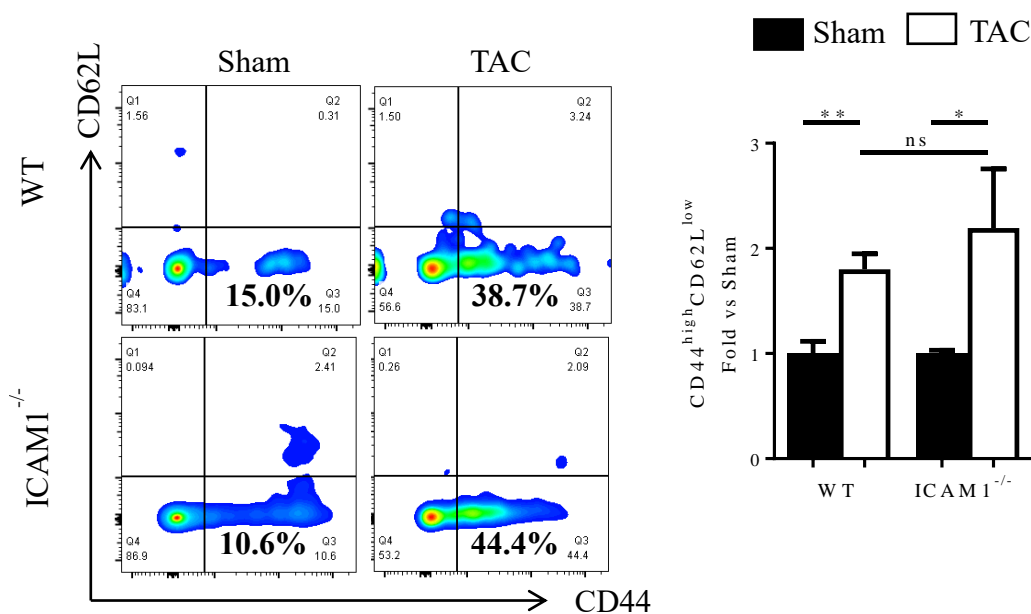 Sham TAC
Sham TAC
CD62L
WT
Q1
1.56
Q2
0.31
Q4
83.1
Q3
15.0
15.0%
Q1
1.50
Q2
3.24
Q4
56.6
Q3
38.7
38.7%
ICAM1-/-
Q1
0.094
Q2
2.41
Q4
86.9
Q3
10.6
10.6%
Q1
0.26
Q2
2.09
Q4
53.2
Q3
44.4
44.4%
CD44
** *
ns
CD44highCD62Llow
Fold vs Sham
3
2
1
0
WT ICAM1-/-